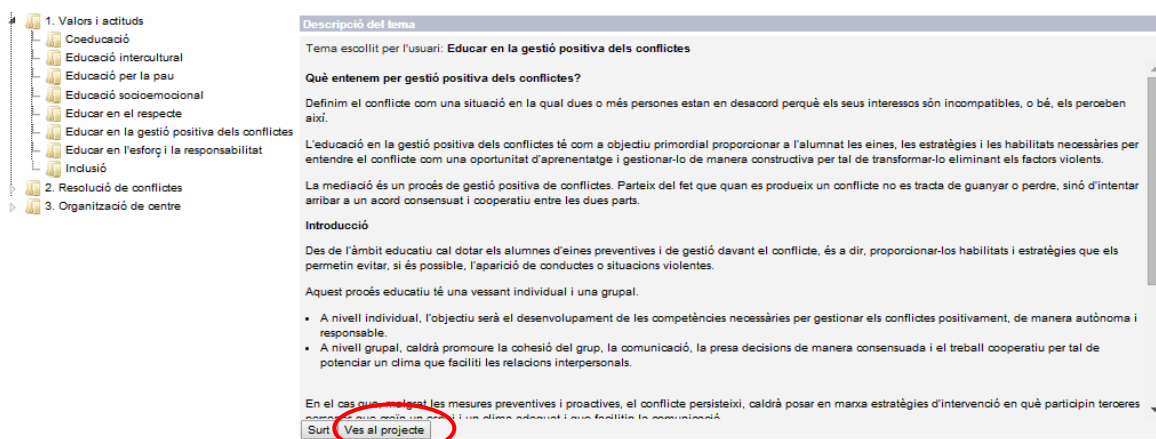 1. Valors i actituds
Coeducació
Educació intercultural
Educació per la pau
Educació socioemocional
Educar en el respecte
Educar en la gestió positiva dels conflictes
Educar en l'esforç i la responsabilitat
Inclusió
2. Resolució de conflictes
3. Organització de centre
Descripció del tema
Tema escollit per l'usuari: Educar en la gestió positiva dels conflictes
Què entenem per gestió positiva dels conflictes?
Definim el conflicte com una situació en la qual dues o més persones estan en desacord perquè els seus interessos són incompatibles, o bé, els perceben
així.
L'educació en la gestió positiva dels conflictes té com a objectiu primordial proporcionar a l'alumnat les eines, les estratègies i les habilitats necessàries per
entendre el conflicte com una oportunitat d'aprenentatge i gestionar-lo de manera constructiva per tal de transformar-lo eliminant els factors violents.
La mediació és un procés de gestió positiva de conflictes. Parteix del fet que quan es produeix un conflicte no es tracta de guanyar o perdre, sinó d'intentar
arribar a un acord consensuat i cooperatiu entre les dues parts.
Introducció
Des de l'àmbit educatiu cal dotar els alumnes d'eines preventives i de gestió davant el conflicte, és a dir, proporcionar-los habilitats i estratègies que els
permetin evitar, si és possible, l'aparició de conductes o situacions violentes.
Aquest procés educatiu té una vessant individual i una grupal.
• A nivell individual, l'objectiu serà el desenvolupament de les competències necessàries per gestionar els conflictes positivament, de manera autònoma i
responsable.
• A nivell grupal, caldrà promoure la cohesió del grup, la comunicació, la presa decisions de manera consensuada i el treball cooperatiu per tal de
potenciar un clima que faciliti les relacions interpersonals.
En el cas que, malgrat les mesures preventives i proactives, el conflicte persisteixi, caldrà posar en marxa estratègies d'intervenció en què participin terceres
persones que creïn un espai i un clima adequat i que facilitin la comunicació.
Surt Ves al projecte